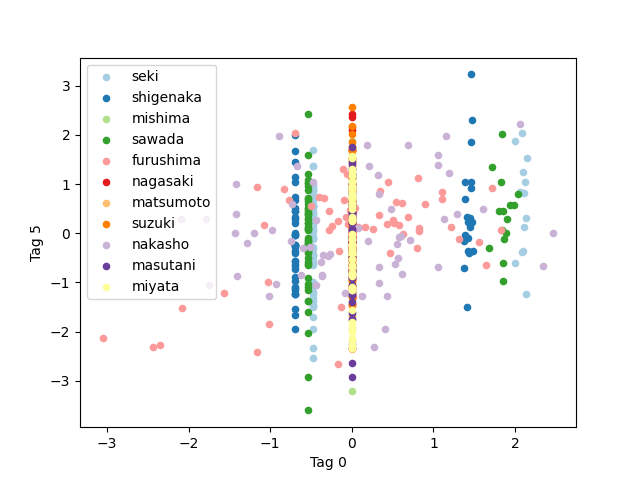 3
2
1
0
−1
−2
−3
Tag 5
seki
shigenaka
mishima
sawada
furushima
nagasaki
matsumoto
suzuki
nakasho
masutani
miyata
−3 −2 −1 0 1 2
Tag 0